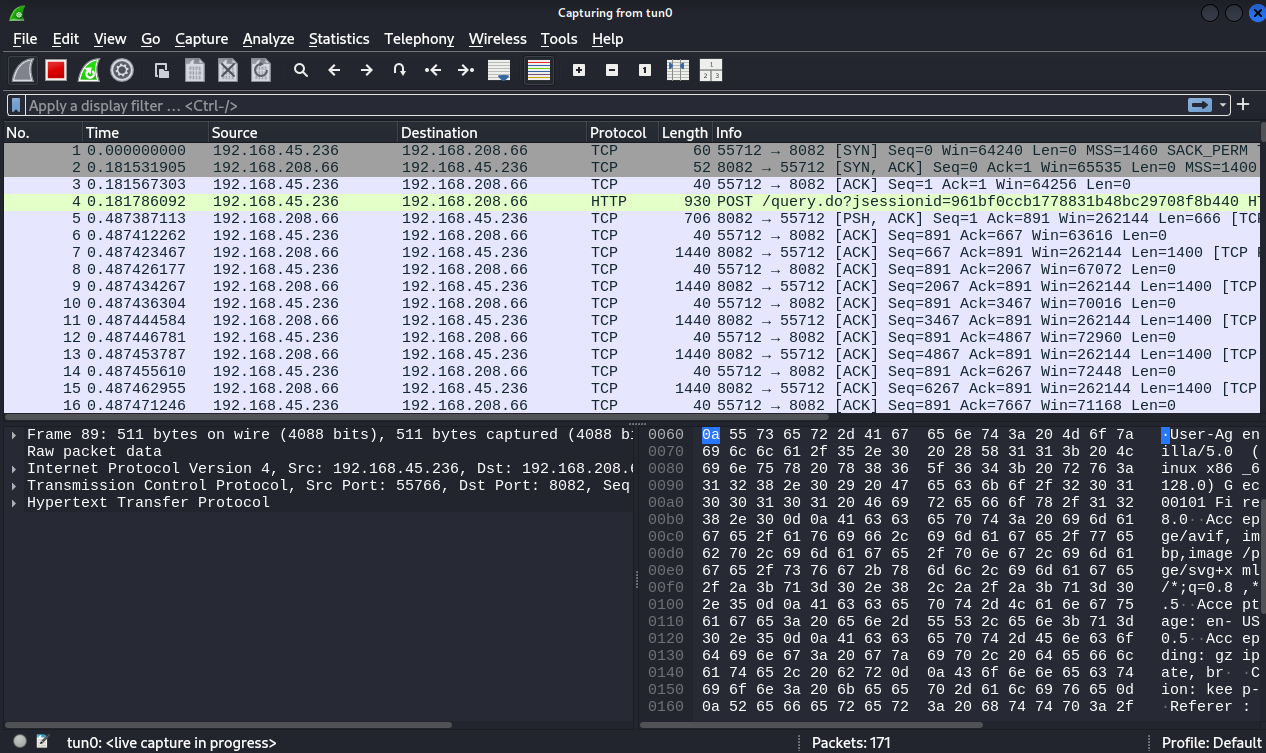 Capturing from tun0
File Edit View Go Capture Analyze Statistics Telephony Wireless Tools Help
Apply a display filter … <Ctrl-/>
No. Time Source Destination Protocol Length Info
1 0.000000000 192.168.45.236 192.168.208.66 TCP 60 55712 → 8082 [SYN] Seq=0 Win=64240 Len=0 MSS=1460 SACK_PERM
2 0.181531905 192.168.208.66 192.168.45.236 TCP 52 8082 → 55712 [SYN, ACK] Seq=0 Ack=1 Win=65535 Len=0 MSS=1400
3 0.181567303 192.168.45.236 192.168.208.66 TCP 40 55712 → 8082 [ACK] Seq=1 Ack=1 Win=64256 Len=0
4 0.181786092 192.168.45.236 192.168.208.66 HTTP 930 POST /query.do?jsessionid=961bf0ccb1778831b48bc29708f8b440 HT
5 0.487387113 192.168.208.66 192.168.45.236 TCP 706 8082 → 55712 [PSH, ACK] Seq=1 Ack=891 Win=262144 Len=666 [TC
6 0.487412262 192.168.45.236 192.168.208.66 TCP 40 55712 → 8082 [ACK] Seq=891 Ack=667 Win=63616 Len=0
7 0.487423467 192.168.208.66 192.168.45.236 TCP 1440 8082 → 55712 [ACK] Seq=667 Ack=891 Win=262144 Len=1400 [TCP
8 0.487426177 192.168.45.236 192.168.208.66 TCP 40 55712 → 8082 [ACK] Seq=891 Ack=2067 Win=67072 Len=0
9 0.487434267 192.168.208.66 192.168.45.236 TCP 1440 8082 → 55712 [ACK] Seq=2067 Ack=891 Win=262144 Len=1400 [TCP
10 0.487436304 192.168.45.236 192.168.208.66 TCP 40 55712 → 8082 [ACK] Seq=891 Ack=3467 Win=70016 Len=0
11 0.487444584 192.168.208.66 192.168.45.236 TCP 1440 8082 → 55712 [ACK] Seq=3467 Ack=891 Win=262144 Len=1400 [TCP
12 0.487446781 192.168.45.236 192.168.208.66 TCP 40 55712 → 8082 [ACK] Seq=891 Ack=4867 Win=72960 Len=0
13 0.487453787 192.168.208.66 192.168.45.236 TCP 1440 8082 → 55712 [ACK] Seq=4867 Ack=891 Win=262144 Len=1400 [TCP
14 0.487455610 192.168.45.236 192.168.208.66 TCP 40 55712 → 8082 [ACK] Seq=891 Ack=6267 Win=72448 Len=0
15 0.487462955 192.168.208.66 192.168.45.236 TCP 1440 8082 → 55712 [ACK] Seq=6267 Ack=891 Win=262144 Len=1400 [TCP
16 0.487471246 192.168.45.236 192.168.208.66 TCP 40 55712 → 8082 [ACK] Seq=891 Ack=7667 Win=71168 Len=0
Frame 89: 511 bytes on wire (4088 bits), 511 bytes captured (4088 bi
Raw packet data
Internet Protocol Version 4, Src: 192.168.45.236, Dst: 192.168.208.6
Transmission Control Protocol, Src Port: 55766, Dst Port: 8082, Seq
Hypertext Transfer Protocol
0060 0a 55 73 65 72 2d 41 67 65 6e 74 3a 20 4d 6f 7a ·User-Ag en
0070 69 6c 6c 61 2f 35 2e 30 20 28 58 31 31 3b 20 4c illa/5.0 (
0080 69 6e 75 78 20 78 38 36 5f 36 34 3b 20 72 76 3a inux x86 _6
0090 31 32 38 2e 30 29 20 47 65 63 6b 6f 2f 32 30 31 128.0) G ec
00a0 30 30 31 30 31 20 46 69 72 65 66 6f 78 2f 31 32 00101 Fi re
00b0 38 2e 30 0d 0a 41 63 63 65 70 74 3a 20 69 6d 61 8.0··Acc ep
00c0 67 65 2f 61 76 69 66 2c 69 6d 61 67 65 2f 77 65 ge/avif, im
00d0 62 70 2c 69 6d 61 67 65 2f 70 6e 67 2c 69 6d 61 bp,image /p
00e0 67 65 2f 73 76 67 2b 78 6d 6c 2c 69 6d 61 67 65 ge/svg+x ml
00f0 2f 2a 3b 71 3d 30 2e 38 2c 2a 2f 2a 3b 71 3d 30 /*;q=0.8 ,*
0100 2e 35 0d 0a 41 63 63 65 70 74 2d 4c 61 6e 67 75 .5··Acce pt
0110 61 67 65 3a 20 65 6e 2d 55 53 2c 65 6e 3b 71 3d age: en- US
0120 30 2e 35 0d 0a 41 63 63 65 70 74 2d 45 6e 63 6f 0.5··Acc ep
0130 64 69 6e 67 3a 20 67 7a 69 70 2c 20 64 65 66 6c ding: gz ip
0140 61 74 65 2c 20 62 72 0d 0a 43 6f 6e 6e 65 63 74 ate, br· ·C
0150 69 6f 6e 3a 20 6b 65 65 70 2d 61 6c 69 76 65 0d ion: kee p-
0160 0a 52 65 66 65 72 65 72 3a 20 68 74 74 70 3a 2f ·Referer :
tun0: <live capture in progress> Packets: 171 Profile: Default